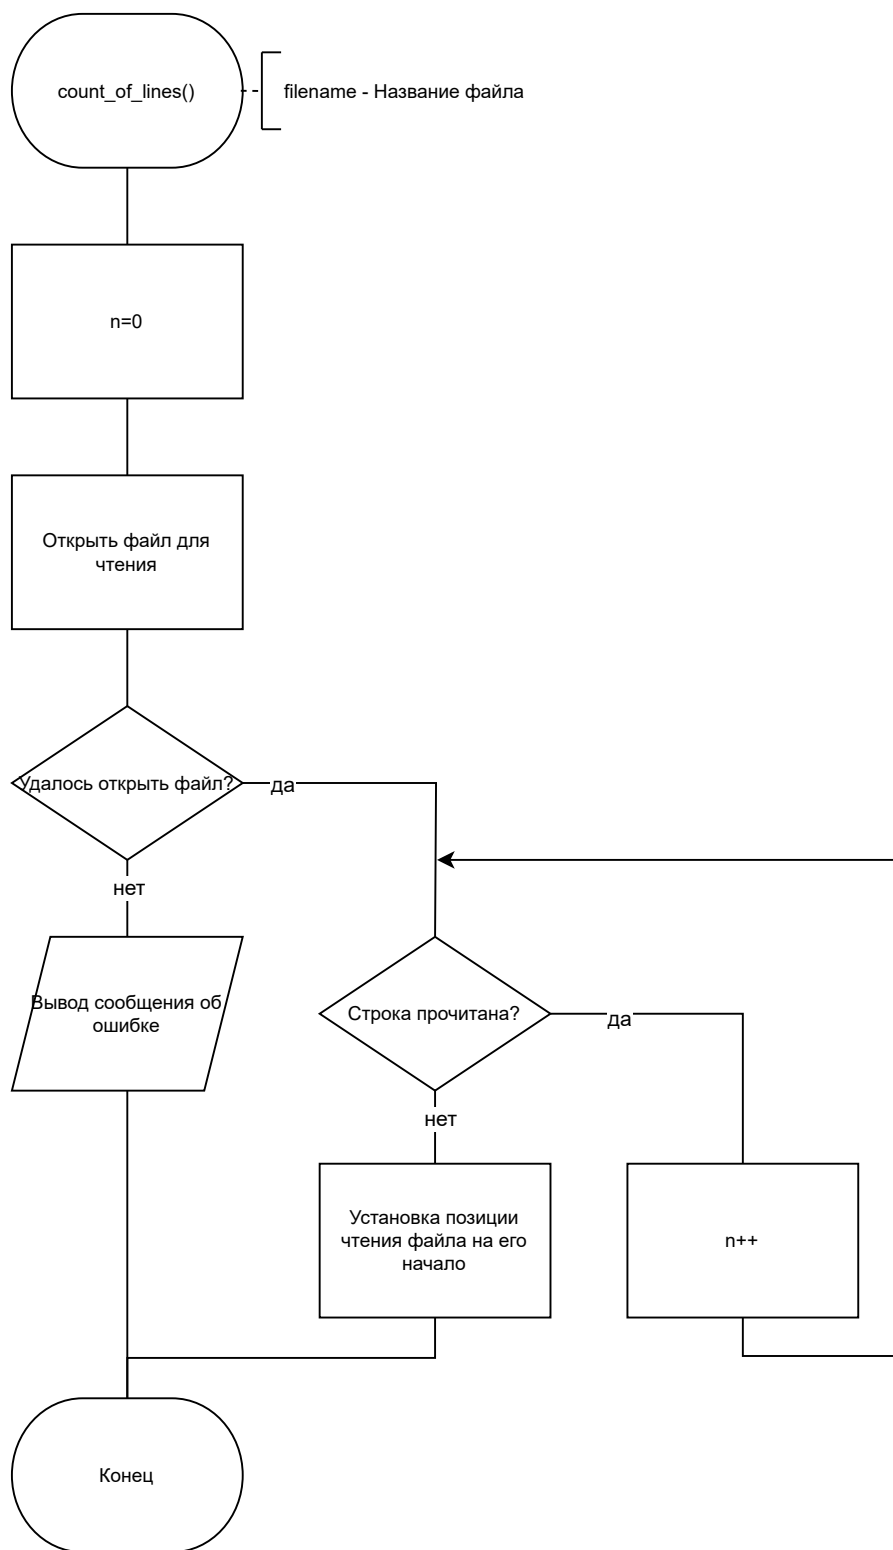 count_of_lines()
filename - Название файла
n=0
Открыть файл для
чтения
Удалось открыть файл?
да
нет
Вывод сообщения об
ошибке
Строка прочитана?
да
нет
Установка позиции
чтения файла на его
начало
n++
Конец